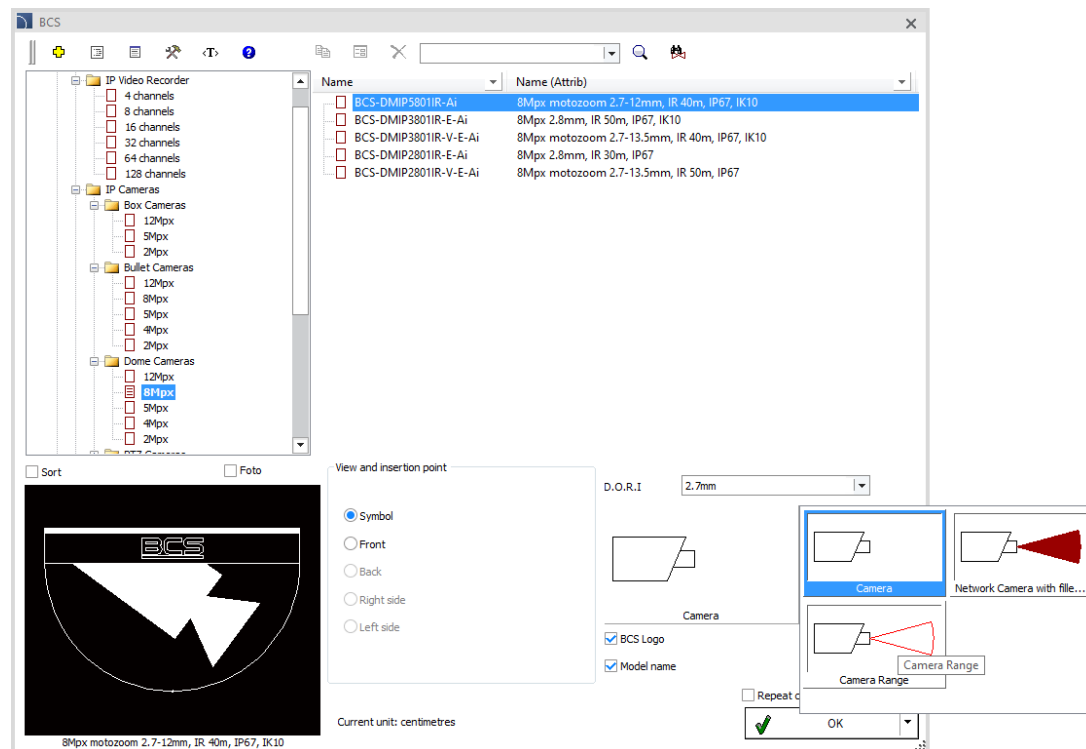 BCS
<T>
IP Video Recorder
4 channels
8 channels
16 channels
32 channels
64 channels
128 channels
IP Cameras
Box Cameras
12Mpx
5Mpx
2Mpx
Bullet Cameras
12Mpx
8Mpx
5Mpx
4Mpx
2Mpx
Dome Cameras
12Mpx
8Mpx
5Mpx
4Mpx
2Mpx
Name Name (Attrib)
BCS-DMIP5801IR-Ai 8Mpx motozoom 2.7-12mm, IR 40m, IP67, IK10
BCS-DMIP3801IR-E-Ai 8Mpx 2.8mm, IR 50m, IP67, IK10
BCS-DMIP3801IR-V-E-Ai 8Mpx motozoom 2.7-13.5mm, IR 40m, IP67, IK10
BCS-DMIP2801IR-E-Ai 8Mpx 2.8mm, IR 30m, IP67
BCS-DMIP2801IR-V-E-Ai 8Mpx motozoom 2.7-13.5mm, IR 50m, IP67
Sort Foto
BCS
8Mpx motozoom 2.7-12mm, IR 40m, IP67, IK10
View and insertion point
Symbol
Front
Back
Right side
Left side
Current unit: centimetres
D.O.R.I 2.7mm
Camera
BCS Logo
Model name
Repeat
OK
Camera
Network Camera with fille...
Camera Range
Camera Range